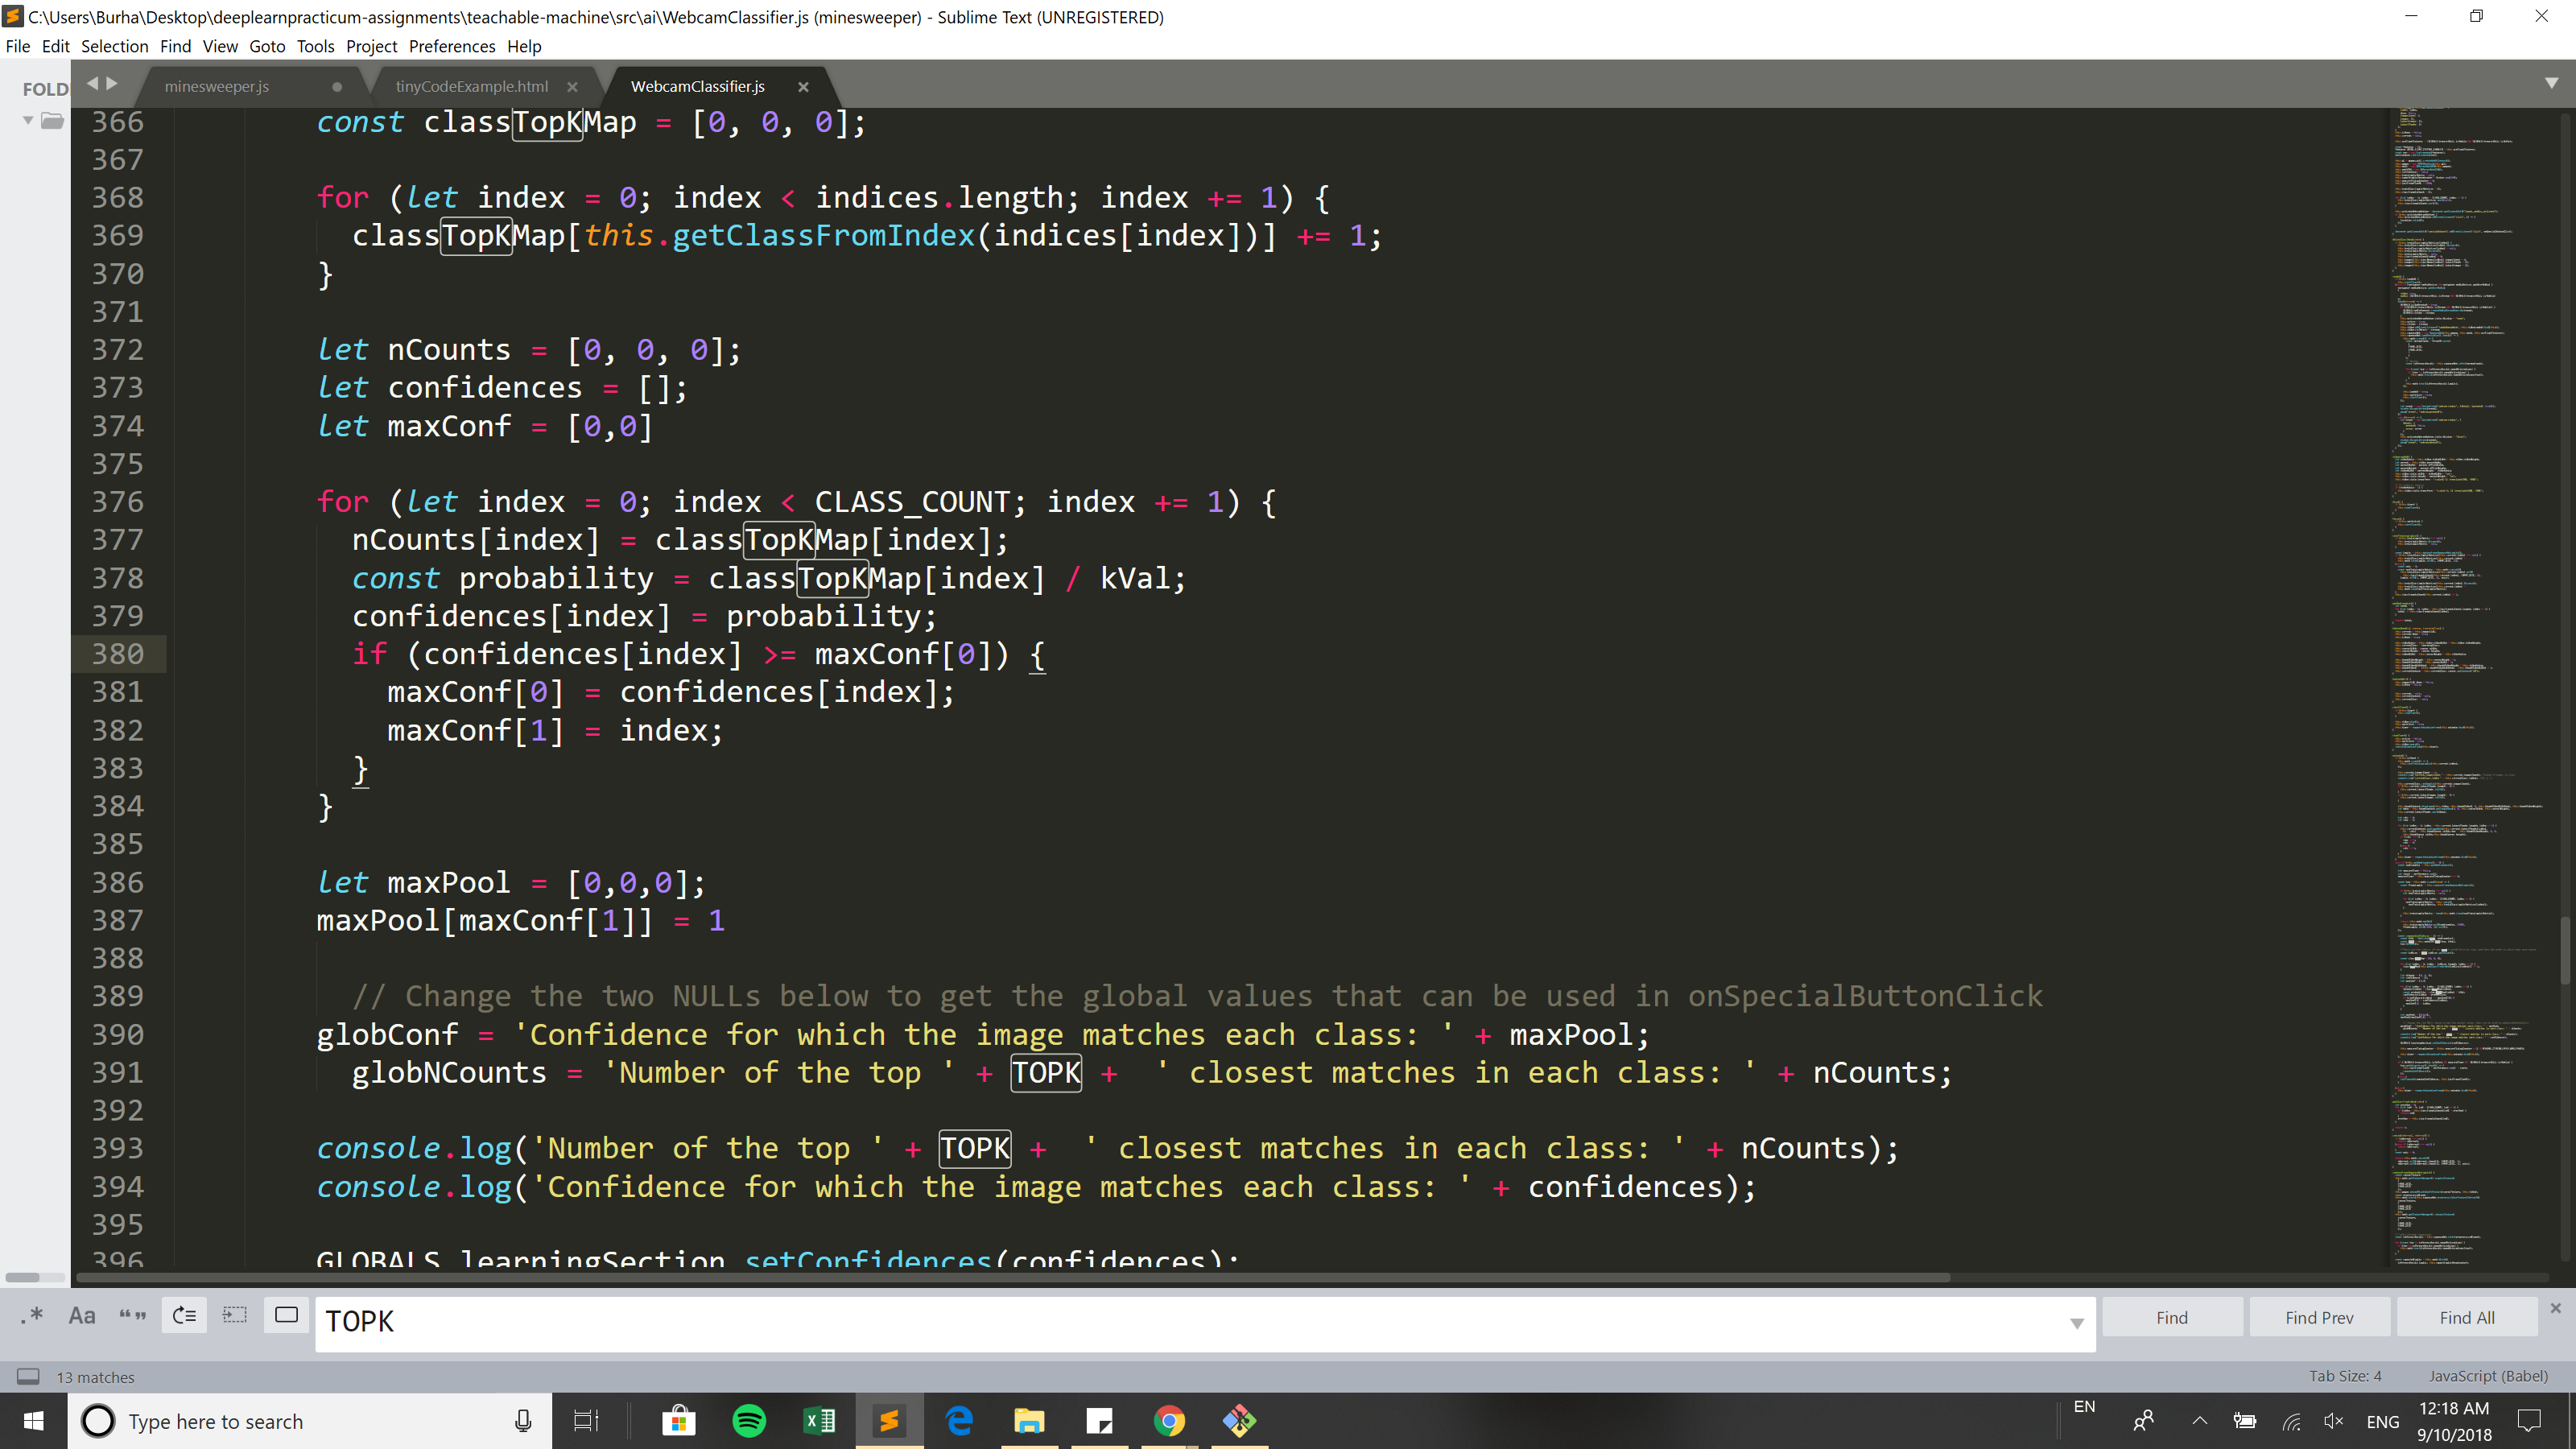 C:\Users\Burha\Desktop\deeplearnpracticum-assignments\teachable-machine\src\ai\WebcamClassifier.js (minesweeper) - Sublime Text (UNREGISTERED)
File Edit Selection Find View Goto Tools Project Preferences Help
FOLD
minesweeper.js
tinyCodeExample.html
WebcamClassifier.js
366 const classTopKMap = [0, 0, 0];
367
368 for (let index = 0; index < indices.length; index += 1) {
369 classTopKMap[this.getClassFromIndex(indices[index])] += 1;
370 }
371
372 let nCounts = [0, 0, 0];
373 let confidences = [];
374 let maxConf = [0,0]
375
376 for (let index = 0; index < CLASS_COUNT; index += 1) {
377 nCounts[index] = classTopKMap[index];
378 const probability = classTopKMap[index] / kVal;
379 confidences[index] = probability;
380 if (confidences[index] >= maxConf[0]) {
381 maxConf[0] = confidences[index];
382 maxConf[1] = index;
383 }
384 }
385
386 let maxPool = [0,0,0];
387 maxPool[maxConf[1]] = 1
388
389 // Change the two NULLs below to get the global values that can be used in onSpecialButtonClick
390 globConf = 'Confidence for which the image matches each class: ' + maxPool;
391 globNCounts = 'Number of the top ' + TOPK +  ' closest matches in each class: ' + nCounts;
392
393 console.log('Number of the top ' + TOPK +  ' closest matches in each class: ' + nCounts);
394 console.log('Confidence for which the image matches each class: ' + confidences);
395
396 GLOBALS.learningSection.setConfidences(confidences);
.* Aa “” TOPK Find Find Prev Find All
13 matches Tab Size: 4 JavaScript (Babel)
Type here to search
EN
ENG
12:18 AM
9/10/2018